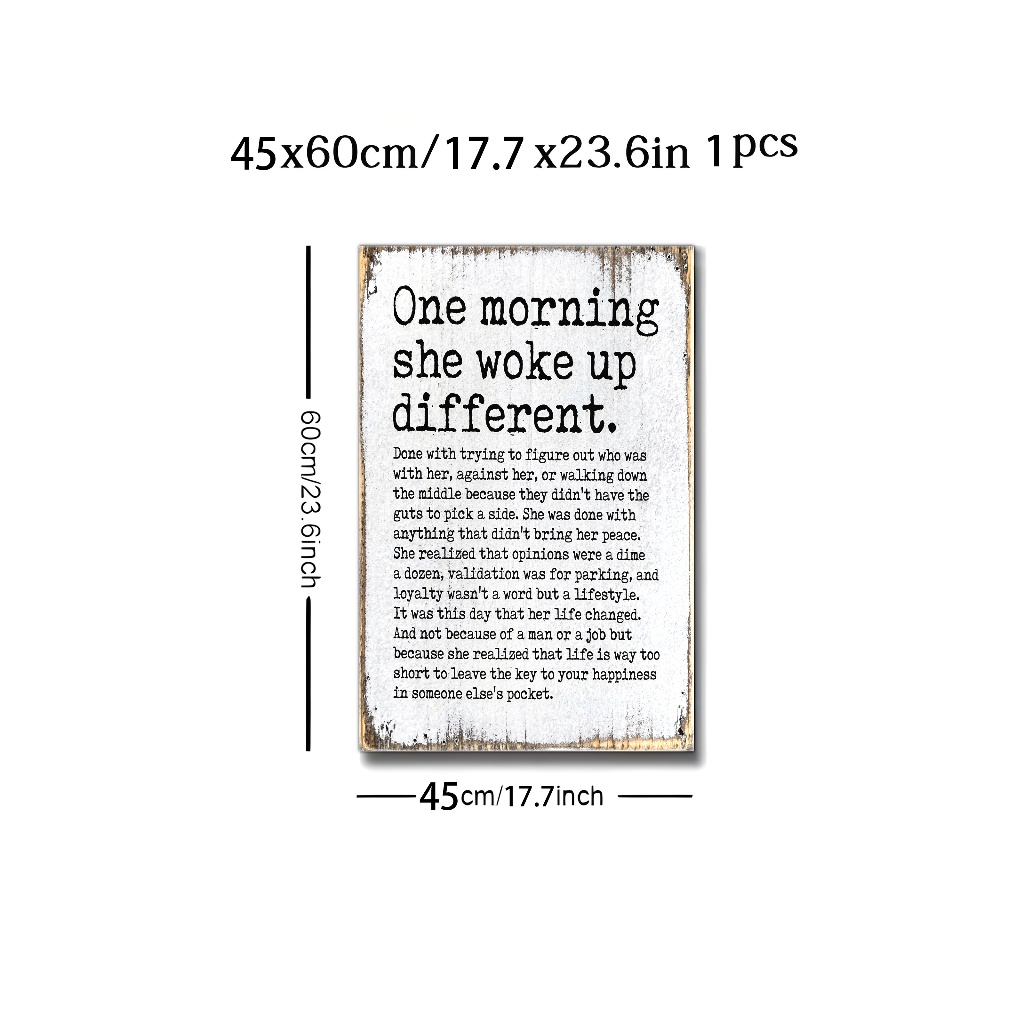 45x60cm/17.7 x23.6in 1pcs
One morning
she woke up
different.
Done with trying to figure out who was
with her, against her, or walking down
the middle because they didn't have the
guts to pick a side. She was done with
anything that didn't bring her peace.
She realized that opinions were a dime
a dozen, validation was for parking, and
loyalty wasn't a word but a lifestyle.
It was this day that her life changed.
And not because of a man or a job but
because she realized that life is way too
short to leave the key to your happiness
in someone else's pocket.
60cm/23.6inch
45cm/17.7inch